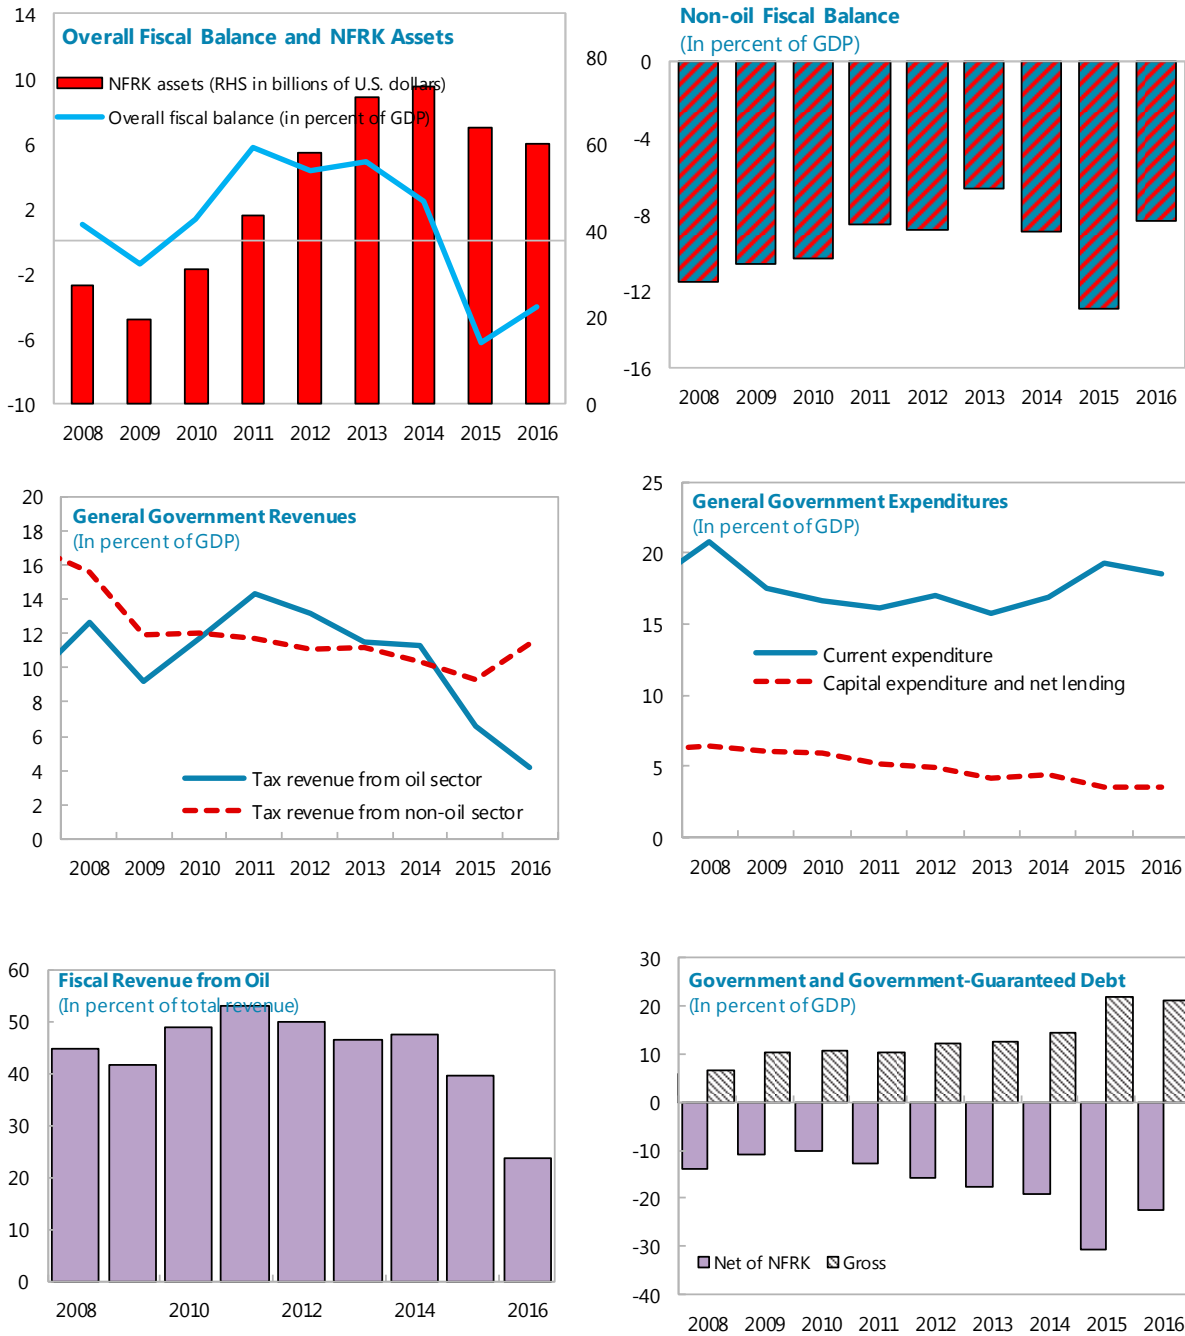 Overall Fiscal Balance and NFRK Assets
NFRK assets (RHS in billions of U.S. dollars)
Overall fiscal balance (in percent of GDP)
14
10
6
2
-2
-6
-10
80
60
40
20
0
2008 2009 2010 2011 2012 2013 2014 2015 2016
Non-oil Fiscal Balance
(In percent of GDP)
0
-4
-8
-12
-16
2008 2009 2010 2011 2012 2013 2014 2015 2016
General Government Revenues
(In percent of GDP)
20
18
16
14
12
10
8
6
4
2
0
Tax revenue from oil sector
Tax revenue from non-oil sector
2008 2009 2010 2011 2012 2013 2014 2015 2016
General Government Expenditures
(In percent of GDP)
25
20
15
10
5
0
Current expenditure
Capital expenditure and net lending
2008 2009 2010 2011 2012 2013 2014 2015 2016
Fiscal Revenue from Oil
(In percent of total revenue)
60
50
40
30
20
10
0
2008 2010 2012 2014 2016
Government and Government-Guaranteed Debt
(In percent of GDP)
30
20
10
0
-10
-20
-30
-40
Net of NFRK Gross
2008 2009 2010 2011 2012 2013 2014 2015 2016